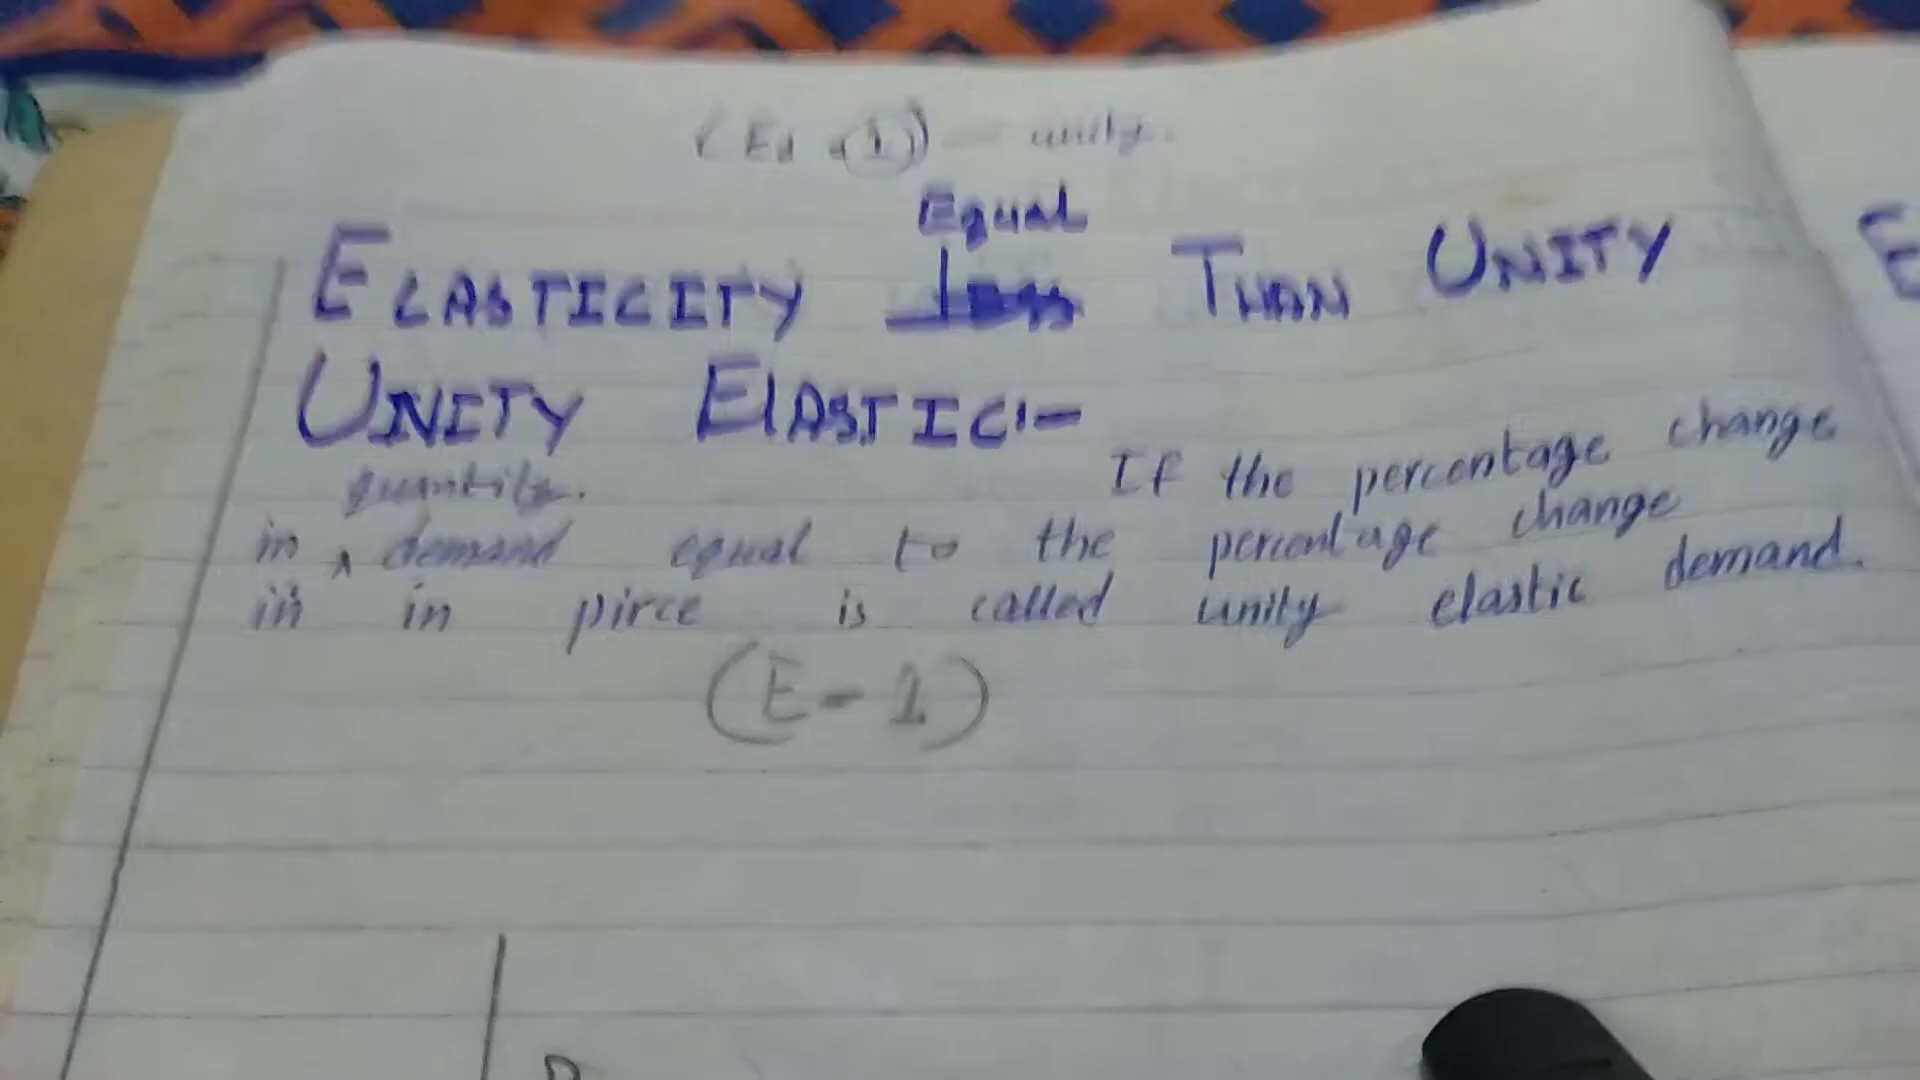 (Ed = 1) — unity.
Equal
ELASTICITY Less THAN UNITY
UNITY ElASTIC:-
If the percentage change
quantity.
in ^ demand equal to the percentage change
in in pirce is called unity elastic demand.
(E = 1)
E
D